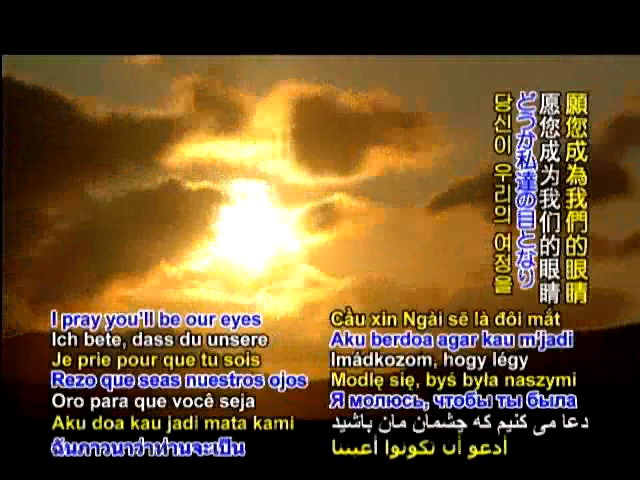 願您成為我們的眼睛
愿您成为我们的眼睛
どうか私達の目となり
당신이 우리의 여정을
I pray you'll be our eyes
Ich bete, dass du unsere
Je prie pour que tu sois
Rezo que seas nuestros ojos
Oro para que você seja
Aku doa kau jadi mata kami
ฉันภาวนาว่าท่านจะเป็น
Cầu xin Ngài sẽ là đôi mắt
Aku berdoa agar kau m'jadi
Imádkozom, hogy légy
Modlę się, byś była naszymi
Я молюсь, чтобы ты была
دعا می کنیم که چشمان مان باشید
أدعو أن تكونوا أعيننا